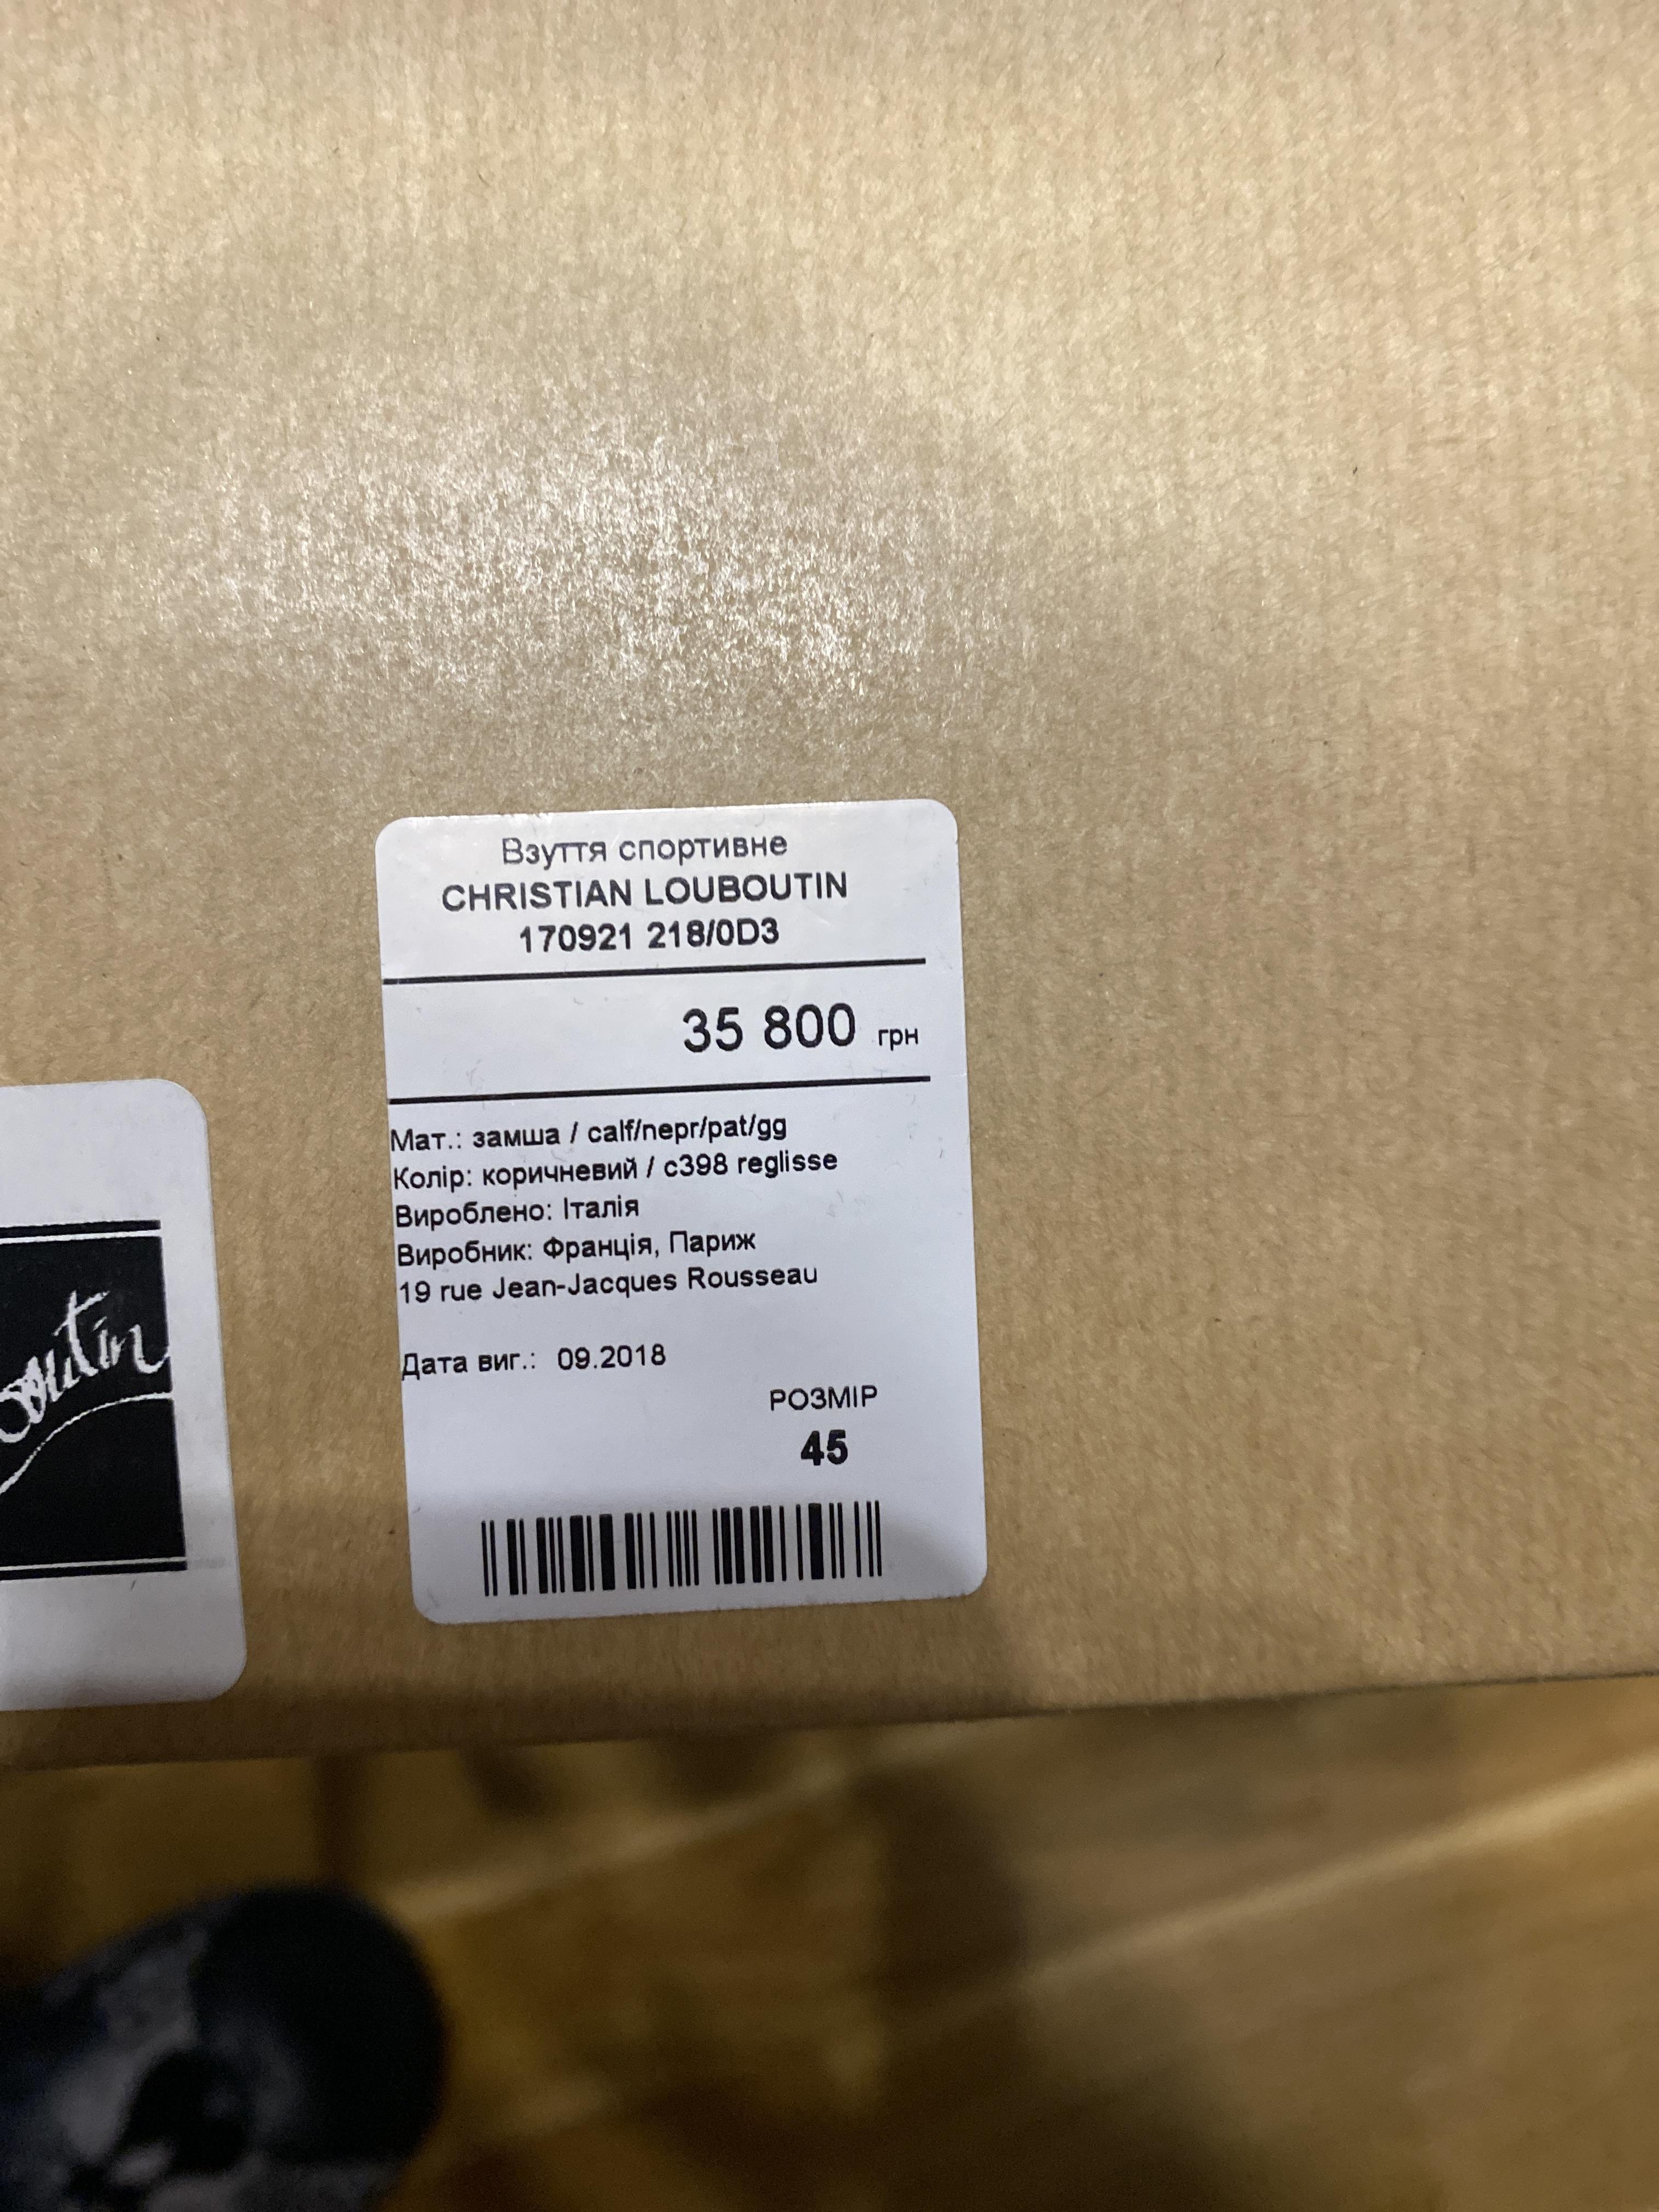 Взуття спортивне
CHRISTIAN LOUBOUTIN
170921 218/0D3
35 800 грн
Мат.: замша / calf/nepr/pat/gg
Колір: коричневий / c398 reglisse
Вироблено: Італія
Виробник: Франція, Париж
19 rue Jean-Jacques Rousseau
Дата виг.: 09.2018
РОЗМІР
45
outin